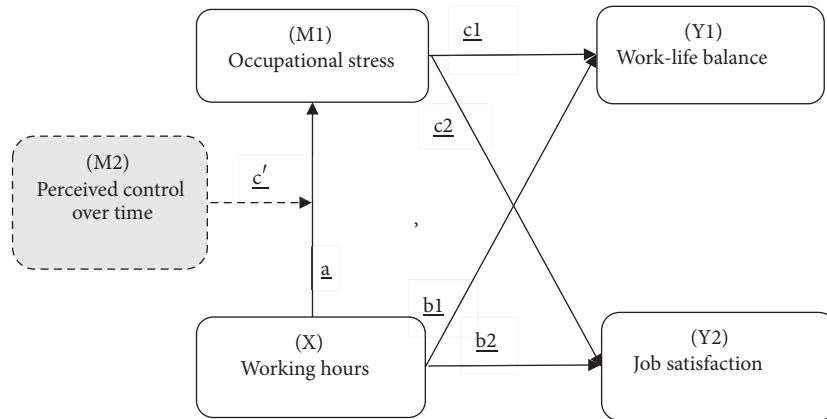 (M1)
Occupational stress
c1
(Y1)
Work-life balance
c2
(M2)
Perceived control
over time
c′
,
a
b1
(X)
Working hours
b2
(Y2)
Job satisfaction